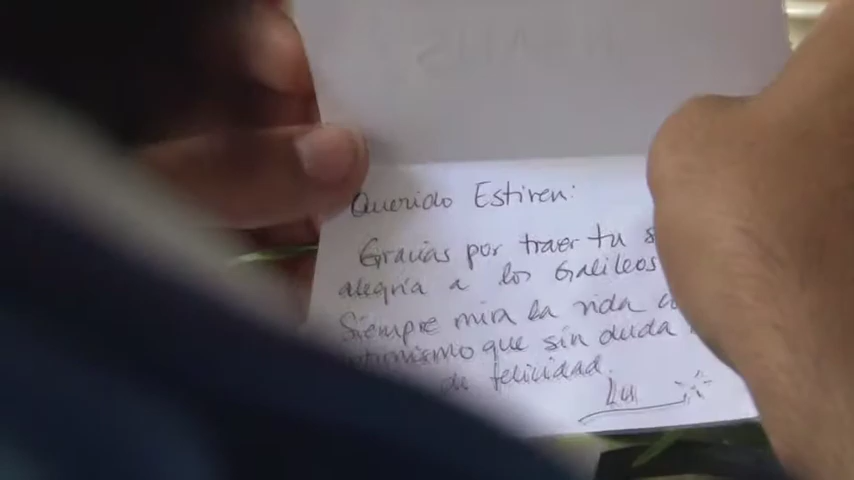 Querido Estiren:
Gracias por traer tu
alegría a los Galileos
Siempre mira la vida
optimismo que sin duda
de felicidad.
Lu